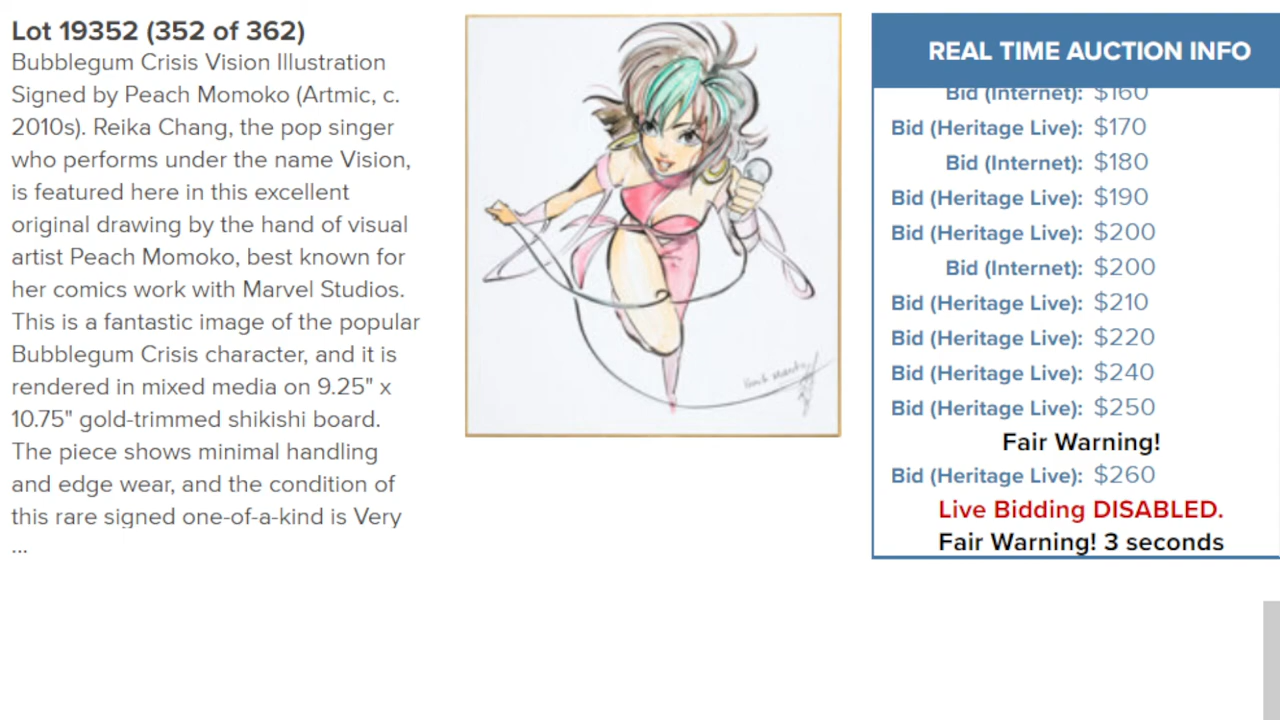 Lot 19352 (352 of 362)
Bubblegum Crisis Vision Illustration
Signed by Peach Momoko (Artmic, c.
2010s). Reika Chang, the pop singer
who performs under the name Vision,
is featured here in this excellent
original drawing by the hand of visual
artist Peach Momoko, best known for
her comics work with Marvel Studios.
This is a fantastic image of the popular
Bubblegum Crisis character, and it is
rendered in mixed media on 9.25" x
10.75" gold-trimmed shikishi board.
The piece shows minimal handling
and edge wear, and the condition of
this rare signed one-of-a-kind is Very
...
REAL TIME AUCTION INFO
Bid (Internet): $160
Bid (Heritage Live): $170
Bid (Internet): $180
Bid (Heritage Live): $190
Bid (Heritage Live): $200
Bid (Internet): $200
Bid (Heritage Live): $210
Bid (Heritage Live): $220
Bid (Heritage Live): $240
Bid (Heritage Live): $250
Fair Warning!
Bid (Heritage Live): $260
Live Bidding DISABLED.
Fair Warning! 3 seconds